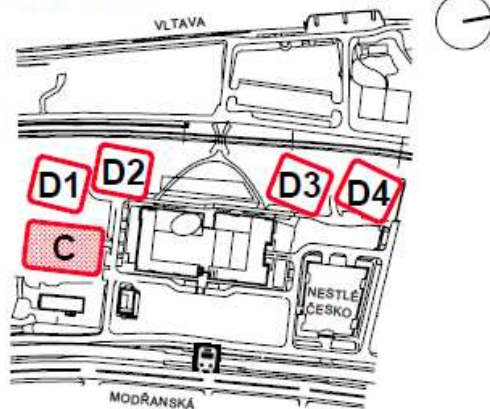 VLTAVA
D1
D2
D3
D4
C
NESTLÉ
ČESKO
MODŘANSKÁ